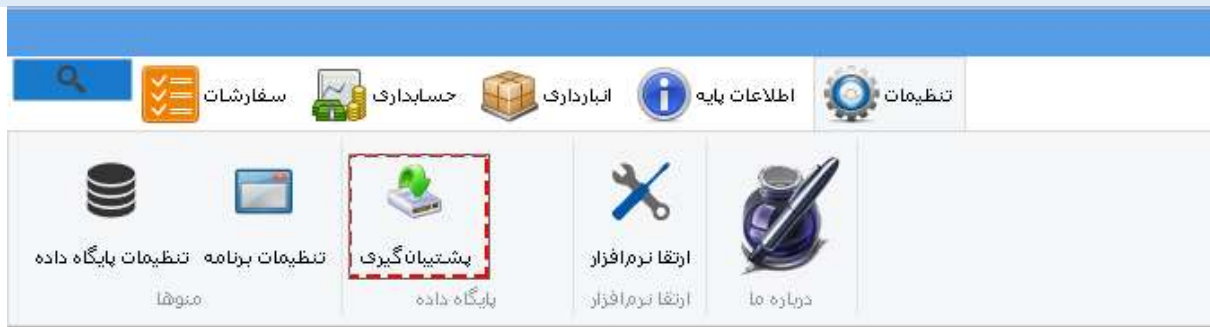 تنظیمات اطلاعات پایه انبارداری حسابداری سفارشات
ارتقا نرم‌افزار پشتیبان‌گیری تنظیمات برنامه تنظیمات پایگاه داده
درباره ما ارتقا نرم‌افزار پایگاه داده منوها